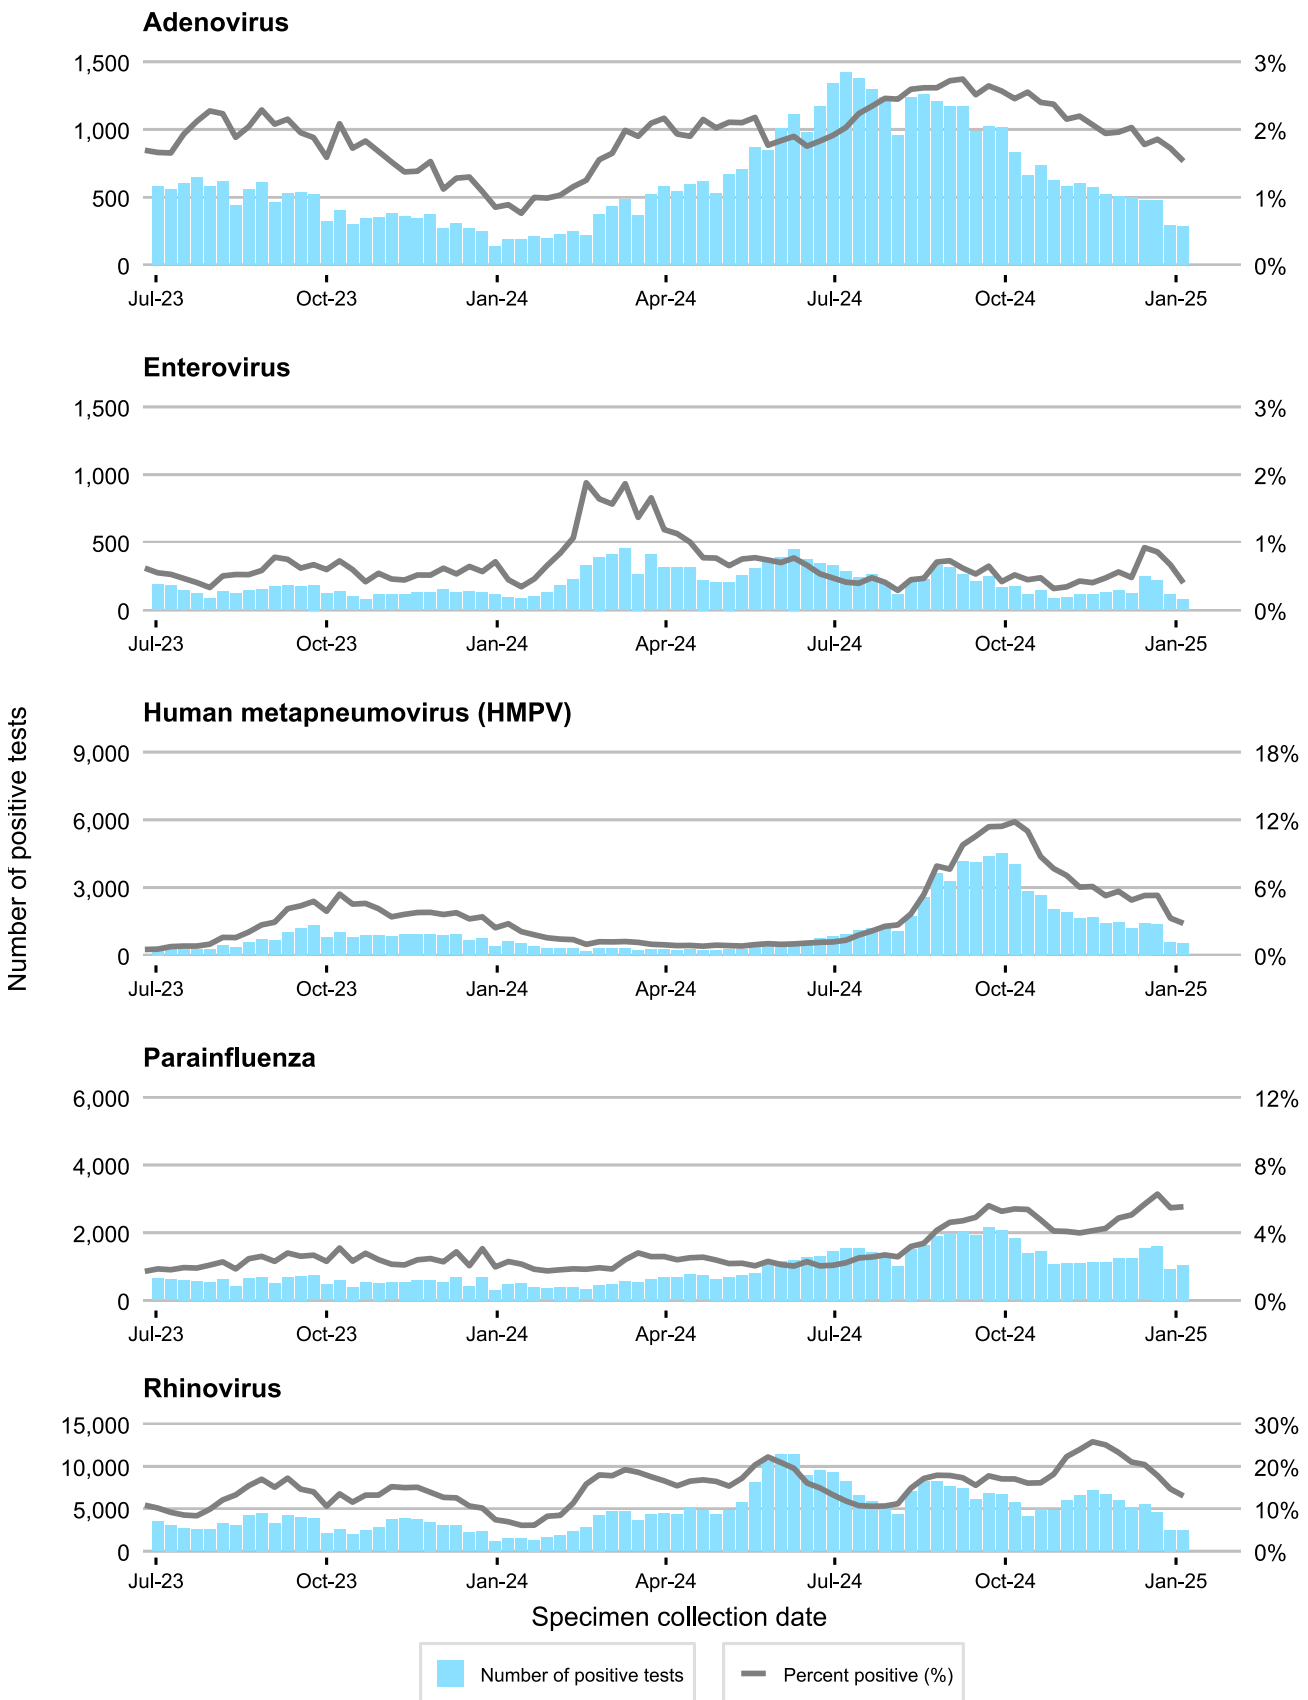 Adenovirus
1,500 3%
1,000 2%
500 1%
0 0%
Jul-23 Oct-23 Jan-24 Apr-24 Jul-24 Oct-24 Jan-25
Enterovirus
1,500 3%
1,000 2%
500 1%
0 0%
Jul-23 Oct-23 Jan-24 Apr-24 Jul-24 Oct-24 Jan-25
Number of positive tests
Human metapneumovirus (HMPV)
9,000 18%
6,000 12%
3,000 6%
0 0%
Jul-23 Oct-23 Jan-24 Apr-24 Jul-24 Oct-24 Jan-25
Parainfluenza
6,000 12%
4,000 8%
2,000 4%
0 0%
Jul-23 Oct-23 Jan-24 Apr-24 Jul-24 Oct-24 Jan-25
Rhinovirus
15,000 30%
10,000 20%
5,000 10%
0 0%
Jul-23 Oct-23 Jan-24 Apr-24 Jul-24 Oct-24 Jan-25
Specimen collection date
Number of positive tests Percent positive (%)